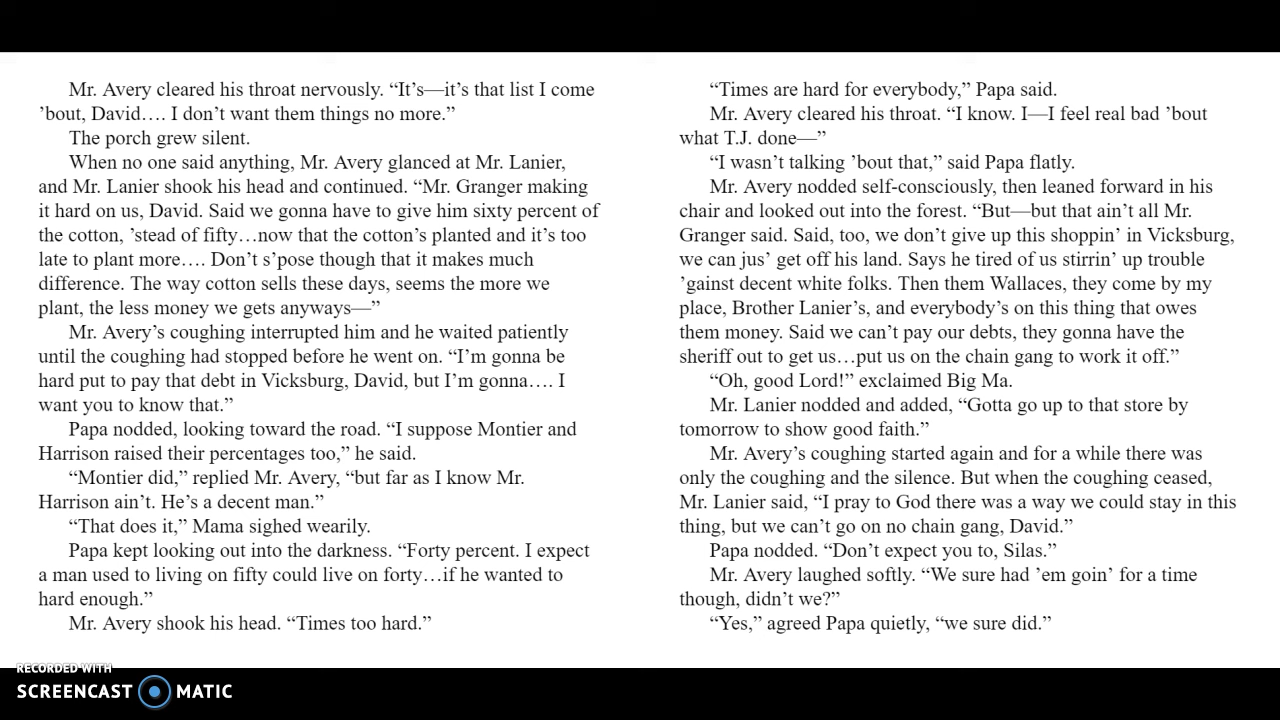 Mr. Avery cleared his throat nervously. “It’s—it’s that list I come
’bout, David…. I don’t want them things no more.”
The porch grew silent.
When no one said anything, Mr. Avery glanced at Mr. Lanier,
and Mr. Lanier shook his head and continued. “Mr. Granger making
it hard on us, David. Said we gonna have to give him sixty percent of
the cotton, ’stead of fifty…now that the cotton’s planted and it’s too
late to plant more…. Don’t s’pose though that it makes much
difference. The way cotton sells these days, seems the more we
plant, the less money we gets anyways—”
Mr. Avery’s coughing interrupted him and he waited patiently
until the coughing had stopped before he went on. “I’m gonna be
hard put to pay that debt in Vicksburg, David, but I’m gonna…. I
want you to know that.”
Papa nodded, looking toward the road. “I suppose Montier and
Harrison raised their percentages too,” he said.
“Montier did,” replied Mr. Avery, “but far as I know Mr.
Harrison ain’t. He’s a decent man.”
“That does it,” Mama sighed wearily.
Papa kept looking out into the darkness. “Forty percent. I expect
a man used to living on fifty could live on forty…if he wanted to
hard enough.”
Mr. Avery shook his head. “Times too hard.”
“Times are hard for everybody,” Papa said.
Mr. Avery cleared his throat. “I know. I—I feel real bad ’bout
what T.J. done—”
“I wasn’t talking ’bout that,” said Papa flatly.
Mr. Avery nodded self-consciously, then leaned forward in his
chair and looked out into the forest. “But—but that ain’t all Mr.
Granger said. Said, too, we don’t give up this shoppin’ in Vicksburg,
we can jus’ get off his land. Says he tired of us stirrin’ up trouble
’gainst decent white folks. Then them Wallaces, they come by my
place, Brother Lanier’s, and everybody’s on this thing that owes
them money. Said we can’t pay our debts, they gonna have the
sheriff out to get us…put us on the chain gang to work it off.”
“Oh, good Lord!” exclaimed Big Ma.
Mr. Lanier nodded and added, “Gotta go up to that store by
tomorrow to show good faith.”
Mr. Avery’s coughing started again and for a while there was
only the coughing and the silence. But when the coughing ceased,
Mr. Lanier said, “I pray to God there was a way we could stay in this
thing, but we can’t go on no chain gang, David.”
Papa nodded. “Don’t expect you to, Silas.”
Mr. Avery laughed softly. “We sure had ’em goin’ for a time
though, didn’t we?”
“Yes,” agreed Papa quietly, “we sure did.”
RECORDED WITH
SCREENCAST MATIC